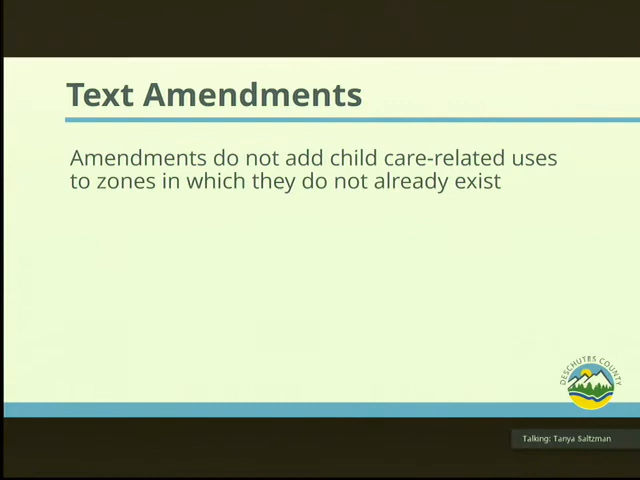 Text Amendments
Amendments do not add child care-related uses
to zones in which they do not already exist
DESCHUTES COUNTY
Talking: Tanya Saltzman